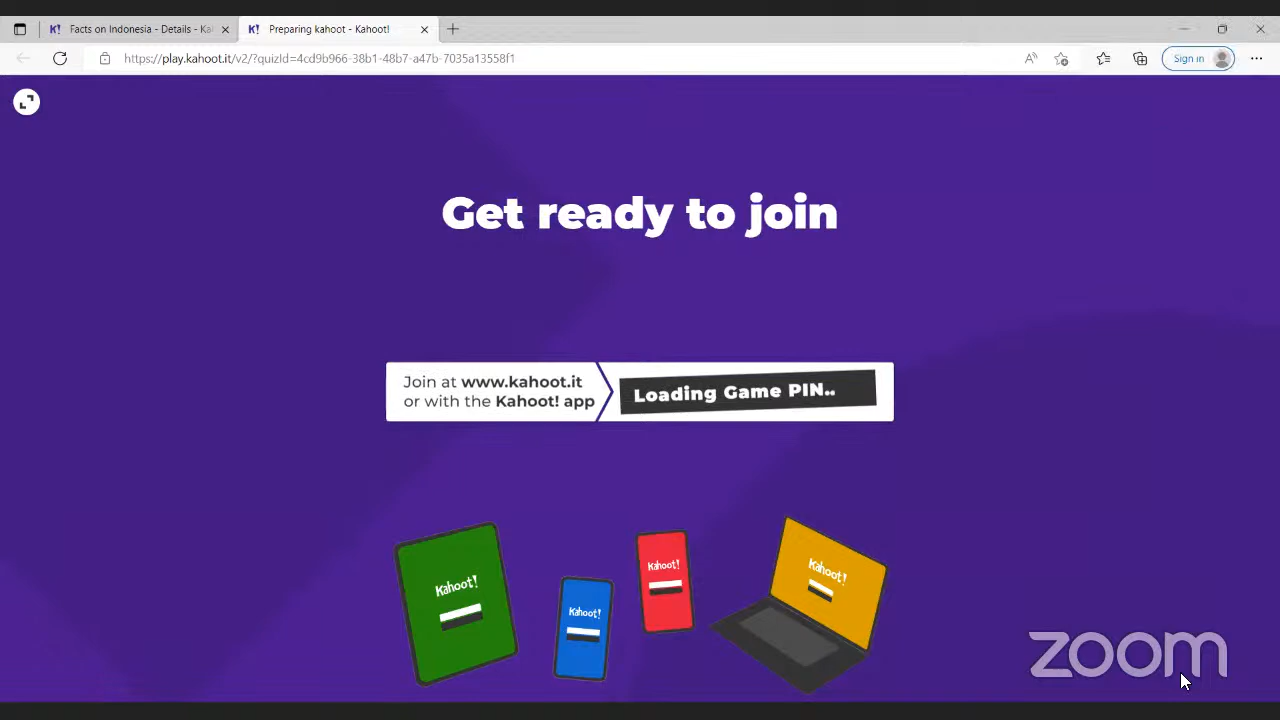 Facts on Indonesia - Details - Ka
Preparing kahoot - Kahoot!
https://play.kahoot.it/v2/?quizId=4cd9b966-38b1-48b7-a47b-7035a13558f1
Sign in
Get ready to join
Join at www.kahoot.it
or with the Kahoot! app
Loading Game PIN..
Kahoot!
Kahoot!
Kahoot!
Kahoot!
zoom